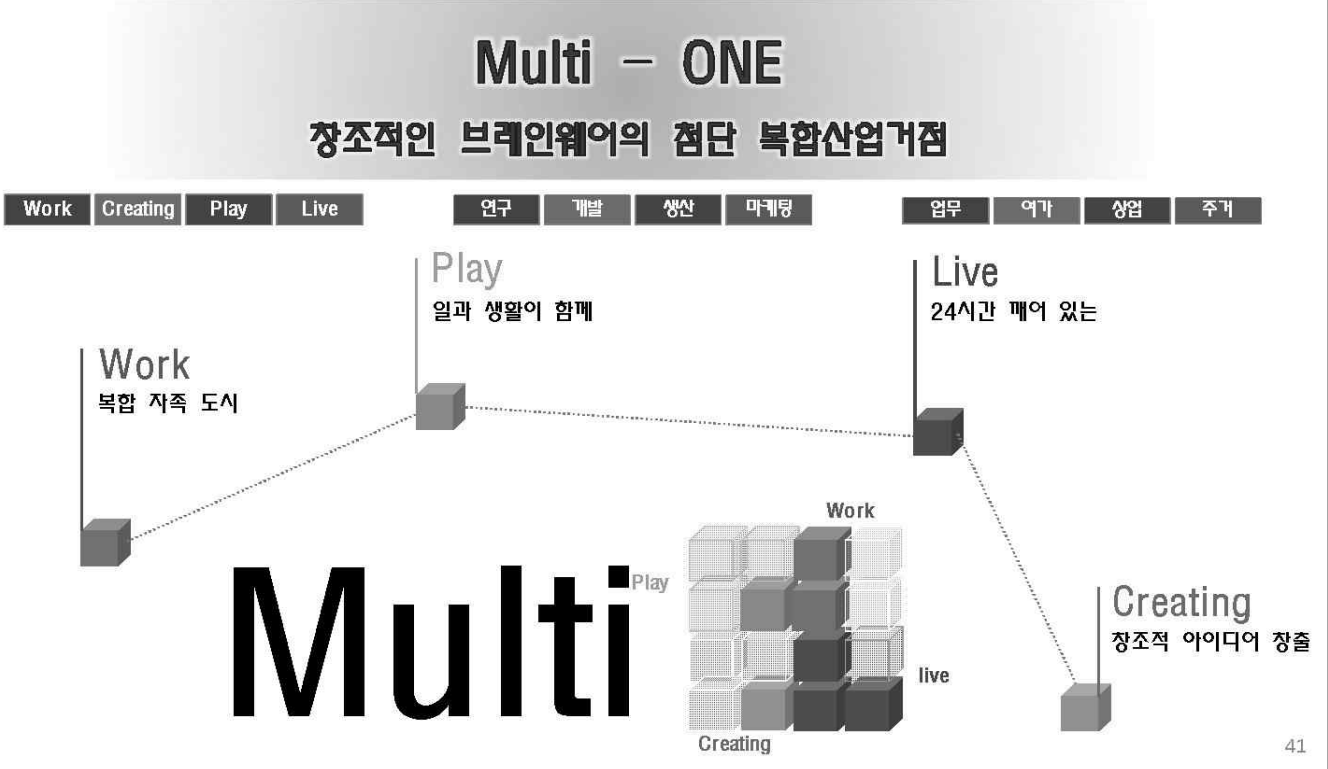 Multi - ONE
창조적인 브레인웨어의 첨단 복합산업거점
Work Creating Play Live
연구 개발 생산 마케팅
업무 여가 상업 주거
Play
일과 생활이 함께
Live
24시간 깨어 있는
Work
복합 자족 도시
Multi
Work
Play
live
Creating
Creating
창조적 아이디어 창출
41